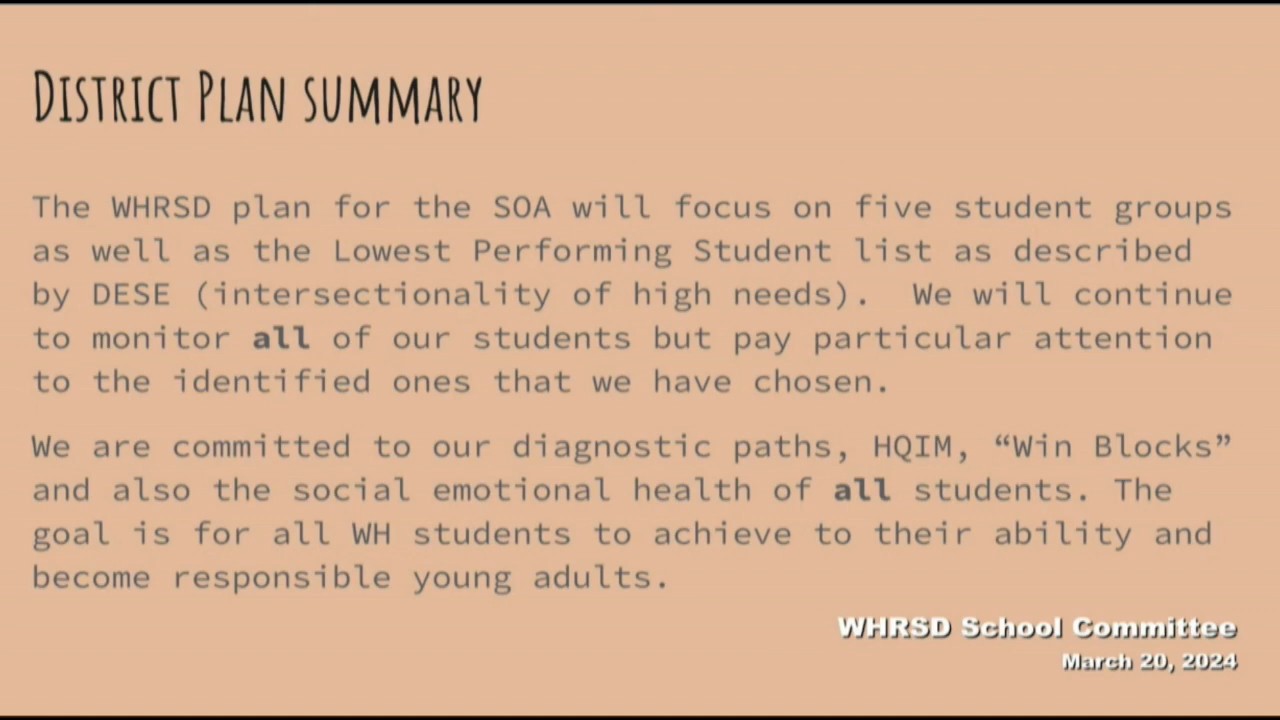 District Plan summary
The WHRSD plan for the SOA will focus on five student groups
as well as the Lowest Performing Student list as described
by DESE (intersectionality of high needs).  We will continue
to monitor all of our students but pay particular attention
to the identified ones that we have chosen.
We are committed to our diagnostic paths, HQIM, “Win Blocks”
and also the social emotional health of all students. The
goal is for all WH students to achieve to their ability and
become responsible young adults.
WHRSD School Committee
March 20, 2024